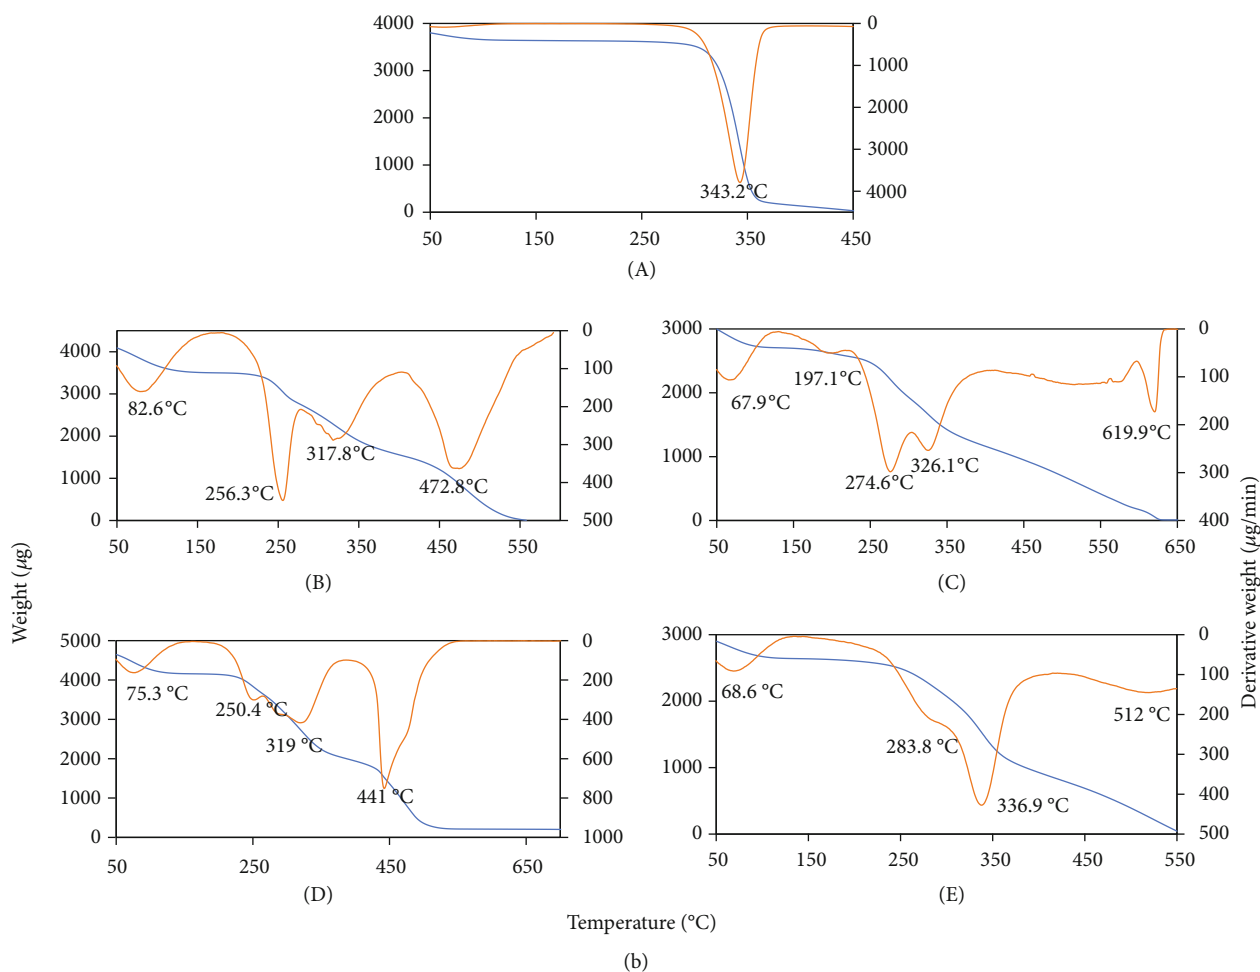 4000
3000
2000
1000
0
0
1000
2000
3000
4000
343.2°C
50 150 250 350 450
(A)
4000
3000
2000
1000
0
0
100
200
300
400
500
82.6°C
256.3°C
317.8°C
472.8°C
50 150 250 350 450 550
(B)
3000
2000
1000
0
0
100
200
300
400
67.9°C
197.1°C
274.6°C
326.1°C
619.9°C
50 150 250 350 450 550 650
(C)
Weight (μg)
Derivative weight (μg/min)
5000
4000
3000
2000
1000
0
0
200
400
600
800
1000
75.3 °C
250.4 °C
319 °C
441 °C
50 250 450 650
(D)
3000
2000
1000
0
0
100
200
300
400
500
68.6 °C
283.8 °C
336.9 °C
512 °C
50 150 250 350 450 550
(E)
Temperature (°C)
(b)